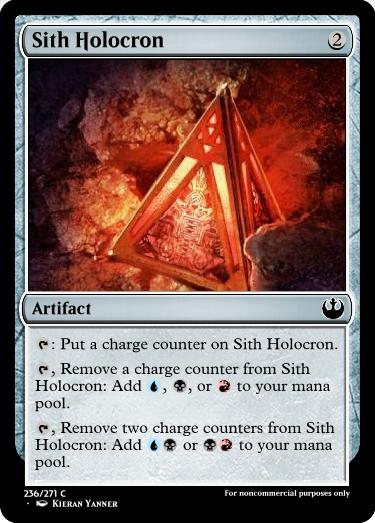 Sith Holocron 2
Artifact
: Put a charge counter on Sith Holocron.
, Remove a charge counter from Sith
Holocron: Add , , or to your mana
pool.
, Remove two charge counters from Sith
Holocron: Add or to your mana
pool.
236/271 C For noncommercial purposes only
· Kieran Yanner